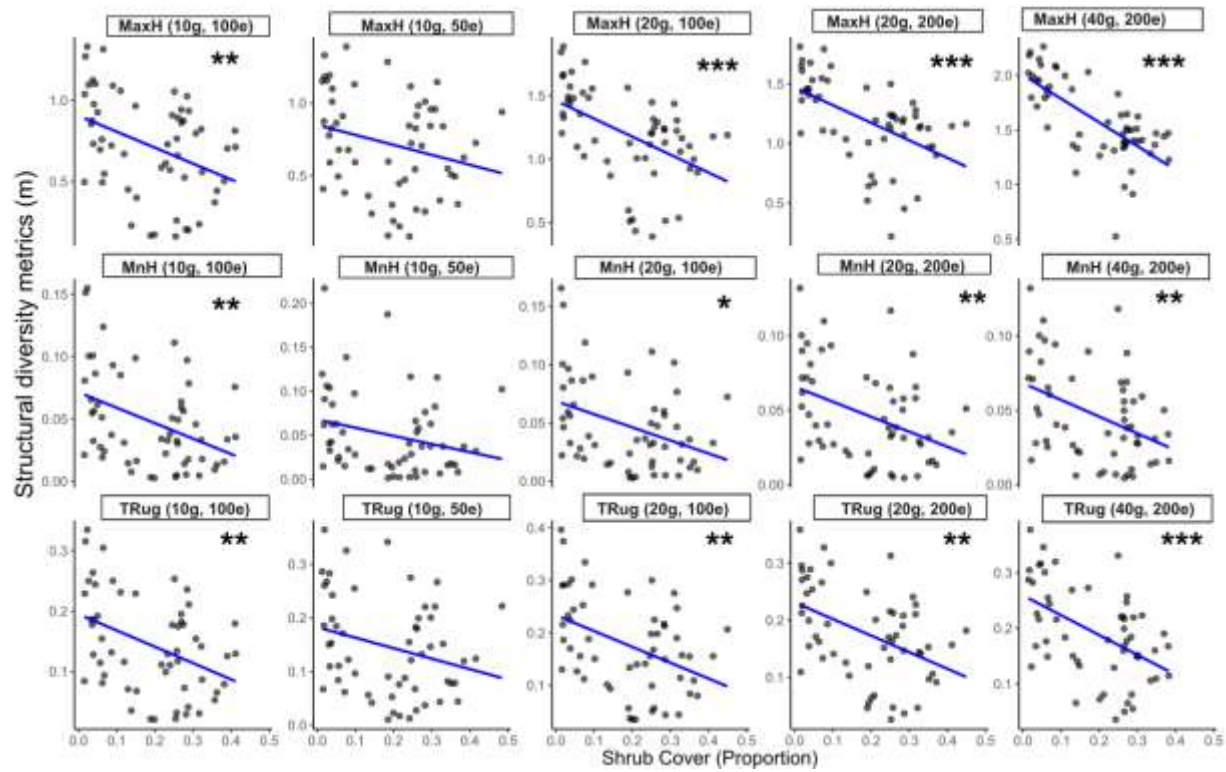 MaxH (10g, 100e) MaxH (10g, 50e) MaxH (20g, 100e) MaxH (20g, 200e) MaxH (40g, 200e)
** *** *** ***
1.0 0.5
1.0 0.5
1.5 1.0 0.5
1.5 1.0 0.5
2.0 1.5 1.0 0.5
MnH (10g, 100e) MnH (10g, 50e) MnH (20g, 100e) MnH (20g, 200e) MnH (40g, 200e)
** * ** **
0.15 0.10 0.05 0.00
0.20 0.15 0.10 0.05 0.00
0.15 0.10 0.05 0.00
0.10 0.05 0.00
0.10 0.05 0.00
TRug (10g, 100e) TRug (10g, 50e) TRug (20g, 100e) TRug (20g, 200e) TRug (40g, 200e)
** ** ** ***
0.3 0.2 0.1
0.3 0.2 0.1 0.0
0.4 0.3 0.2 0.1
0.3 0.2 0.1
0.3 0.2 0.1
0.0 0.1 0.2 0.3 0.4 0.5 0.0 0.1 0.2 0.3 0.4 0.5 0.0 0.1 0.2 0.3 0.4 0.5 0.0 0.1 0.2 0.3 0.4 0.5 0.0 0.1 0.2 0.3 0.4 0.5
Shrub Cover (Proportion)
Structural diversity metrics (m)